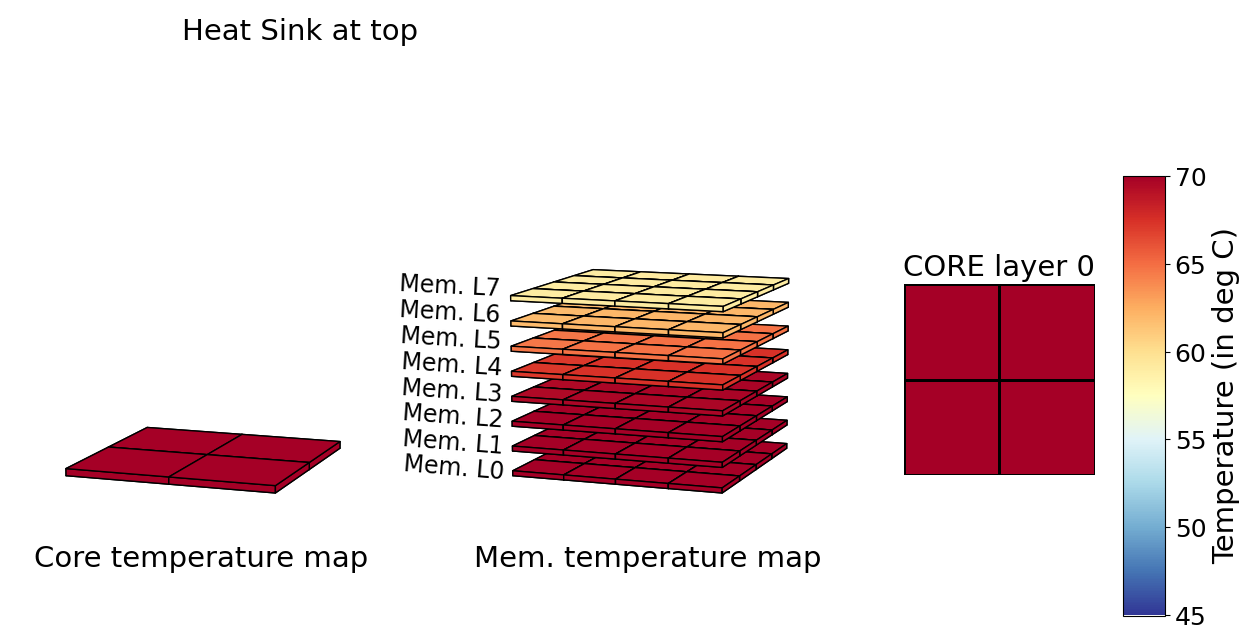 Heat Sink at top
Mem. L7
Mem. L6
Mem. L5
Mem. L4
Mem. L3
Mem. L2
Mem. L1
Mem. L0
Core temperature map
Mem. temperature map
CORE layer 0
70
65
60
55
50
45
Temperature (in deg C)